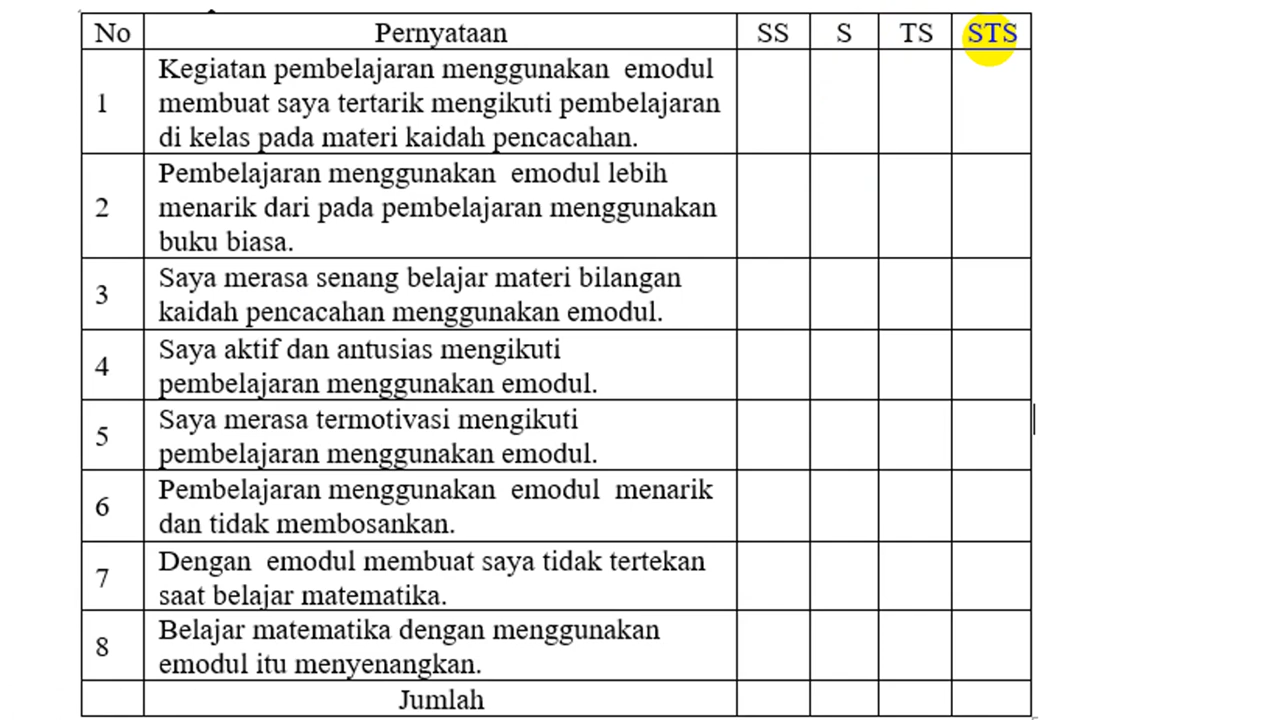 No Pernyataan SS S TS STS
1 Kegiatan pembelajaran menggunakan emodul
membuat saya tertarik mengikuti pembelajaran
di kelas pada materi kaidah pencacahan.
2 Pembelajaran menggunakan emodul lebih
menarik dari pada pembelajaran menggunakan
buku biasa.
3 Saya merasa senang belajar materi bilangan
kaidah pencacahan menggunakan emodul.
4 Saya aktif dan antusias mengikuti
pembelajaran menggunakan emodul.
5 Saya merasa termotivasi mengikuti
pembelajaran menggunakan emodul.
6 Pembelajaran menggunakan emodul menarik
dan tidak membosankan.
7 Dengan emodul membuat saya tidak tertekan
saat belajar matematika.
8 Belajar matematika dengan menggunakan
emodul itu menyenangkan.
Jumlah